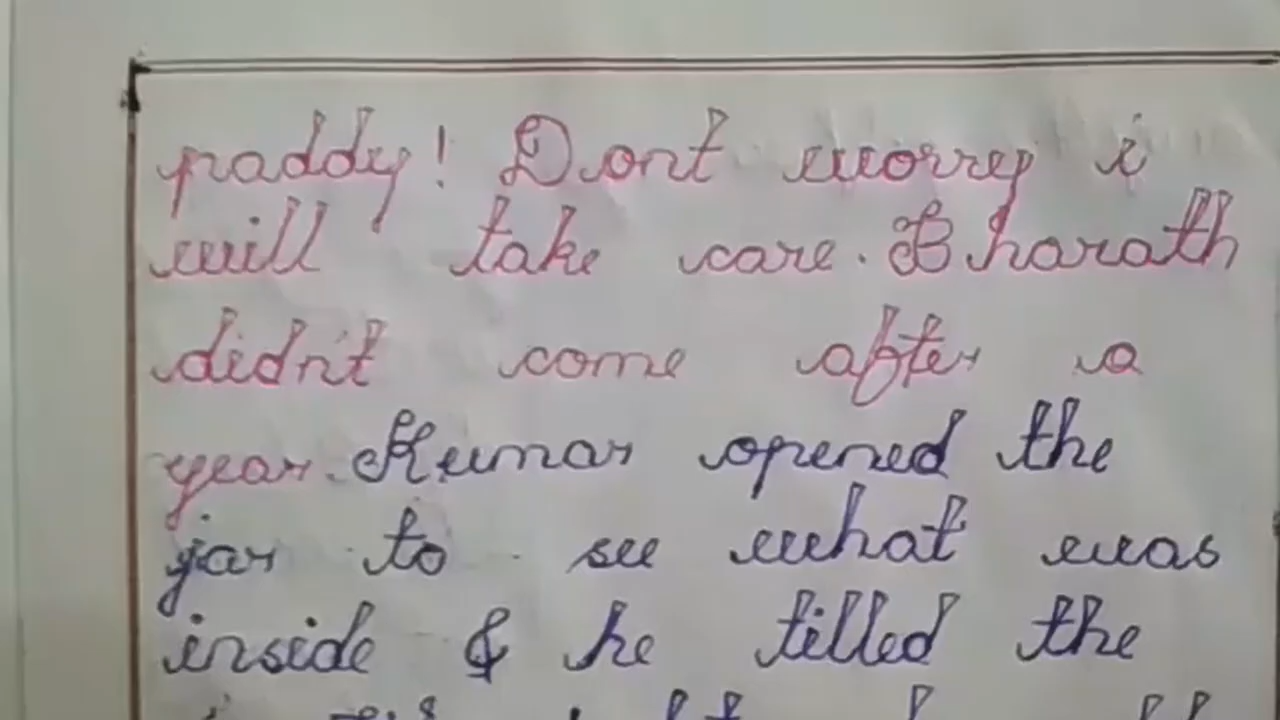 paddy! Dont worry i
will take care. Bharath
didn't come after a
year. Kumar opened the
jar to see what was
inside & he tilled the